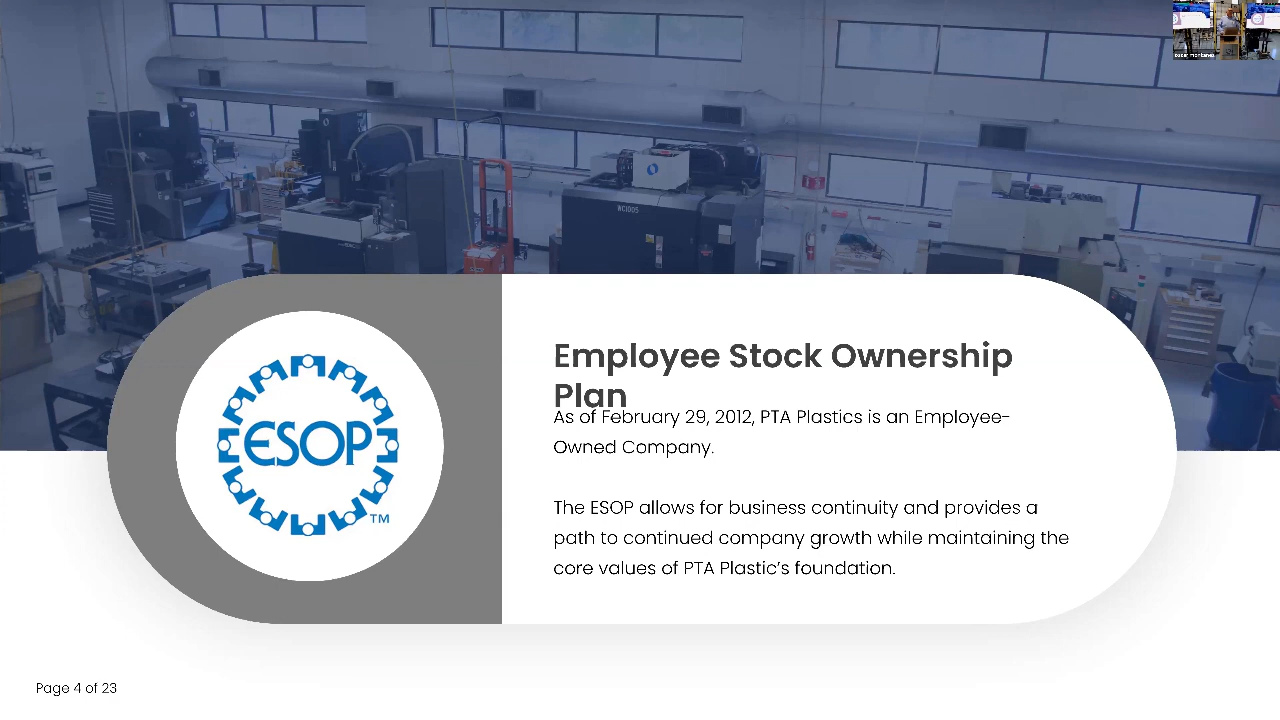 WC1005
ESOP
TM
Employee Stock Ownership
Plan
As of February 29, 2012, PTA Plastics is an Employee-
Owned Company.
The ESOP allows for business continuity and provides a
path to continued company growth while maintaining the
core values of PTA Plastic's foundation.
Page 4 of 23